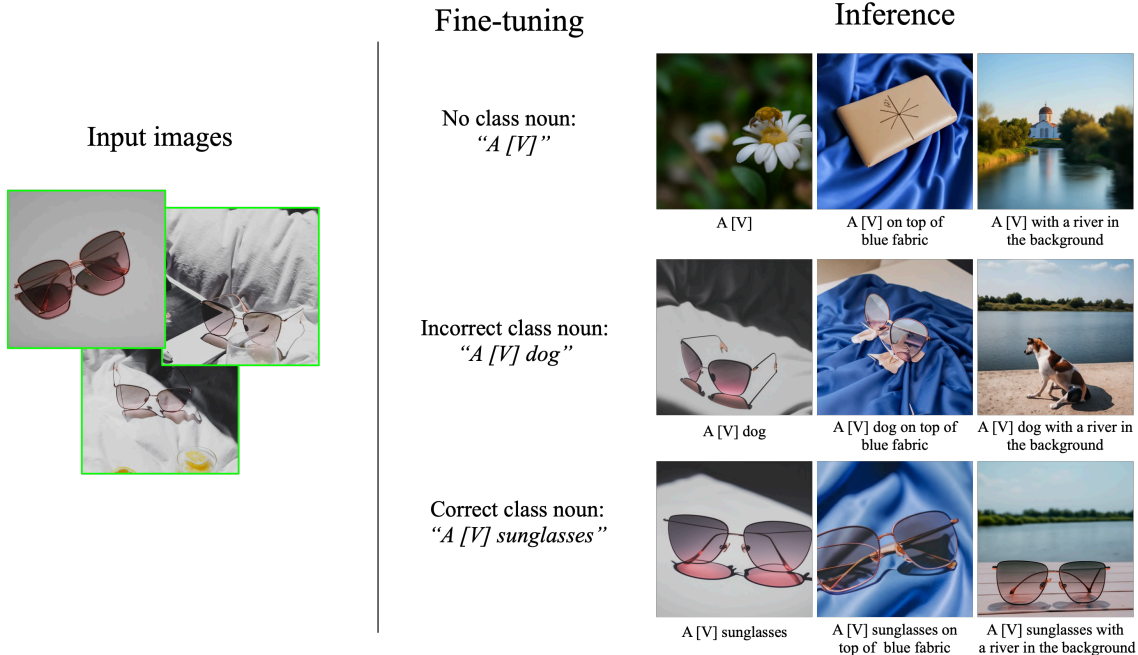 Fine-tuning
Inference
Input images
No class noun:
“A [V]”
A [V]
A [V] on top of
blue fabric
A [V] with a river in
the background
Incorrect class noun:
“A [V] dog”
A [V] dog
A [V] dog on top of
blue fabric
A [V] dog with a river in
the background
Correct class noun:
“A [V] sunglasses”
A [V] sunglasses
A [V] sunglasses on
top of blue fabric
A [V] sunglasses with
a river in the background